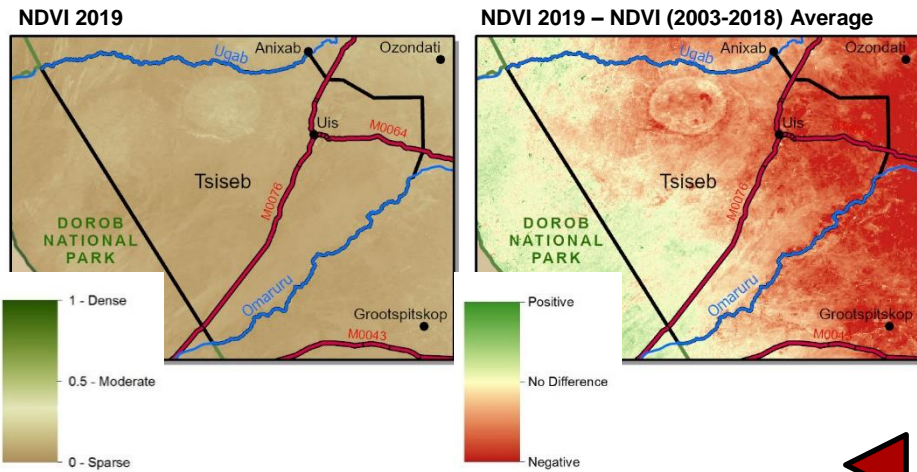 NDVI 2019
Anixab
Ozondati
Ugab
Uis
M0064
Tsiseb
M0076
DOROB
NATIONAL
PARK
Omaruru
Grootspitskop
M0043
1 - Dense
0.5 - Moderate
0 - Sparse
NDVI 2019 – NDVI (2003-2018) Average
Anixab
Ozondati
Ugab
Uis
M0064
Tsiseb
M0076
DOROB
NATIONAL
PARK
Omaruru
Grootspitskop
Positive
No Difference
Negative